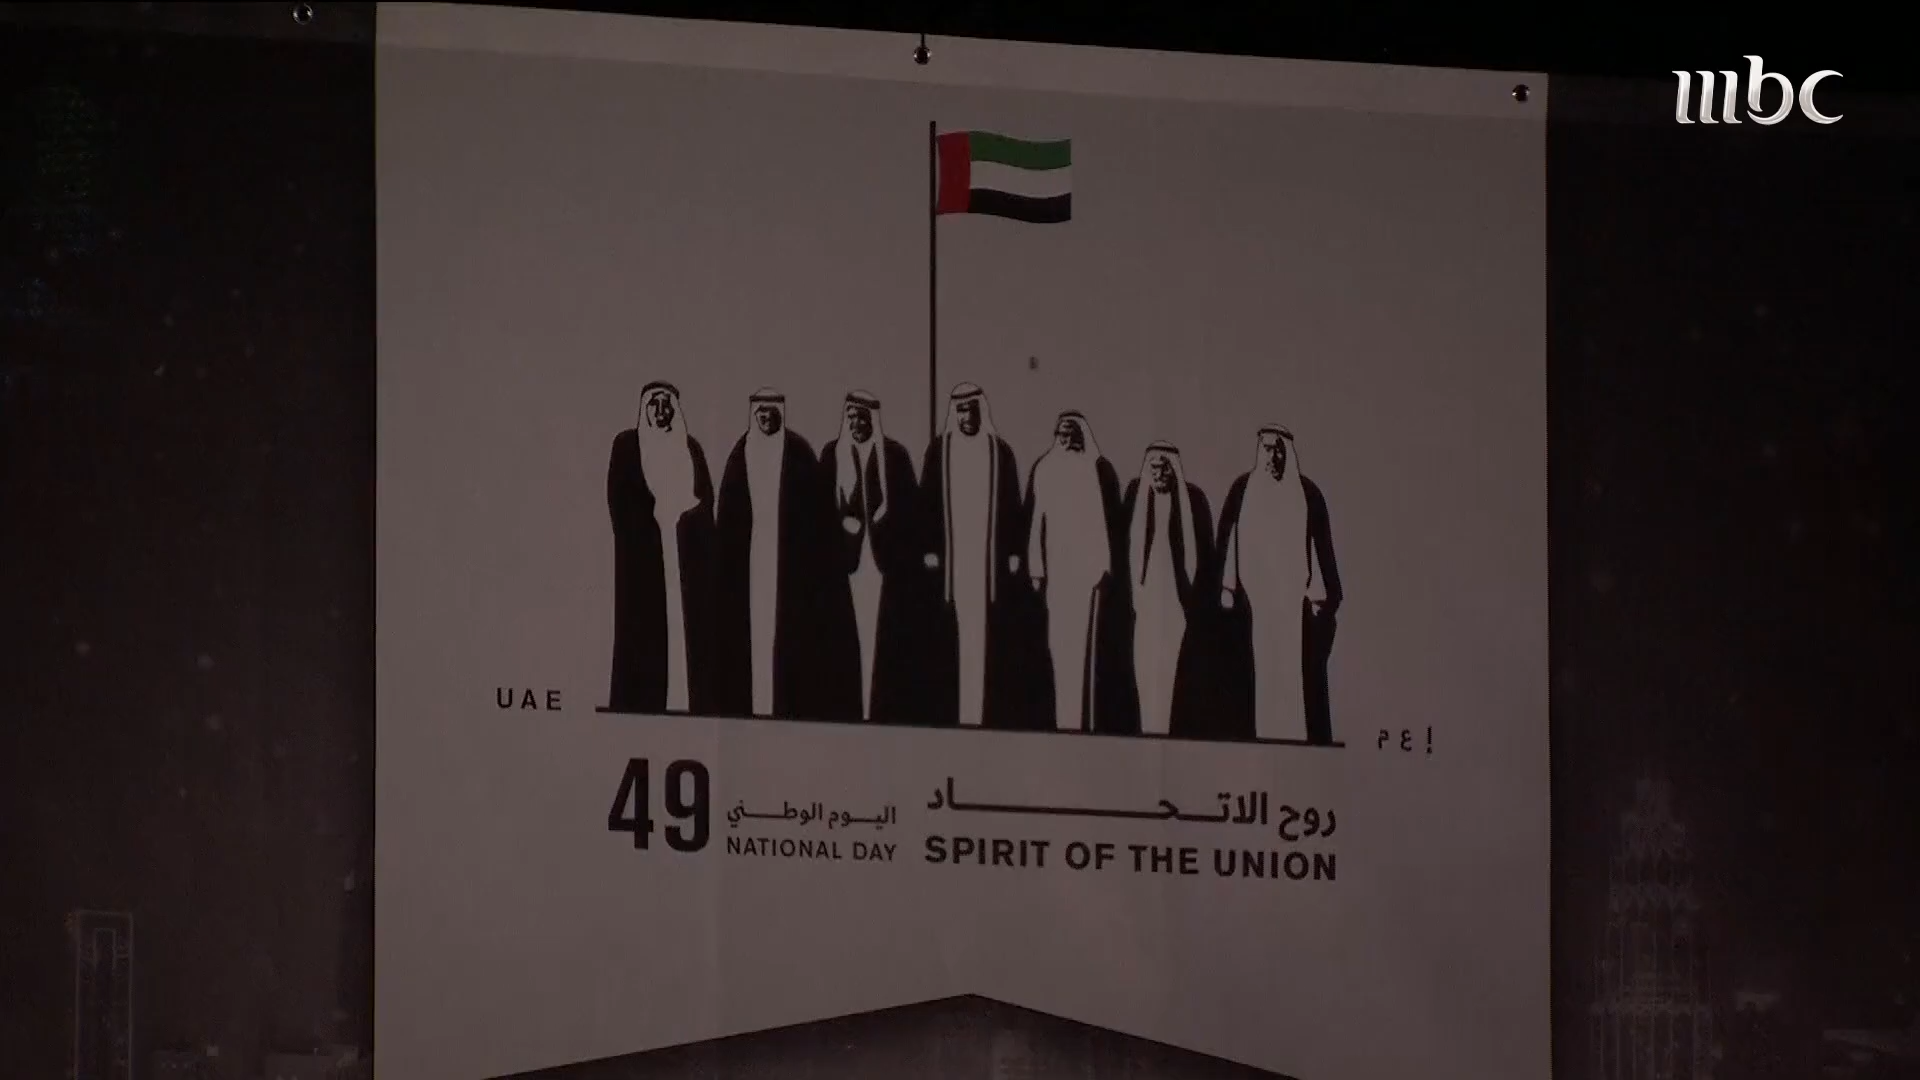 mbc
UAE
إ ع م
49
اليوم الوطني
NATIONAL DAY
روح الاتحاد
SPIRIT OF THE UNION